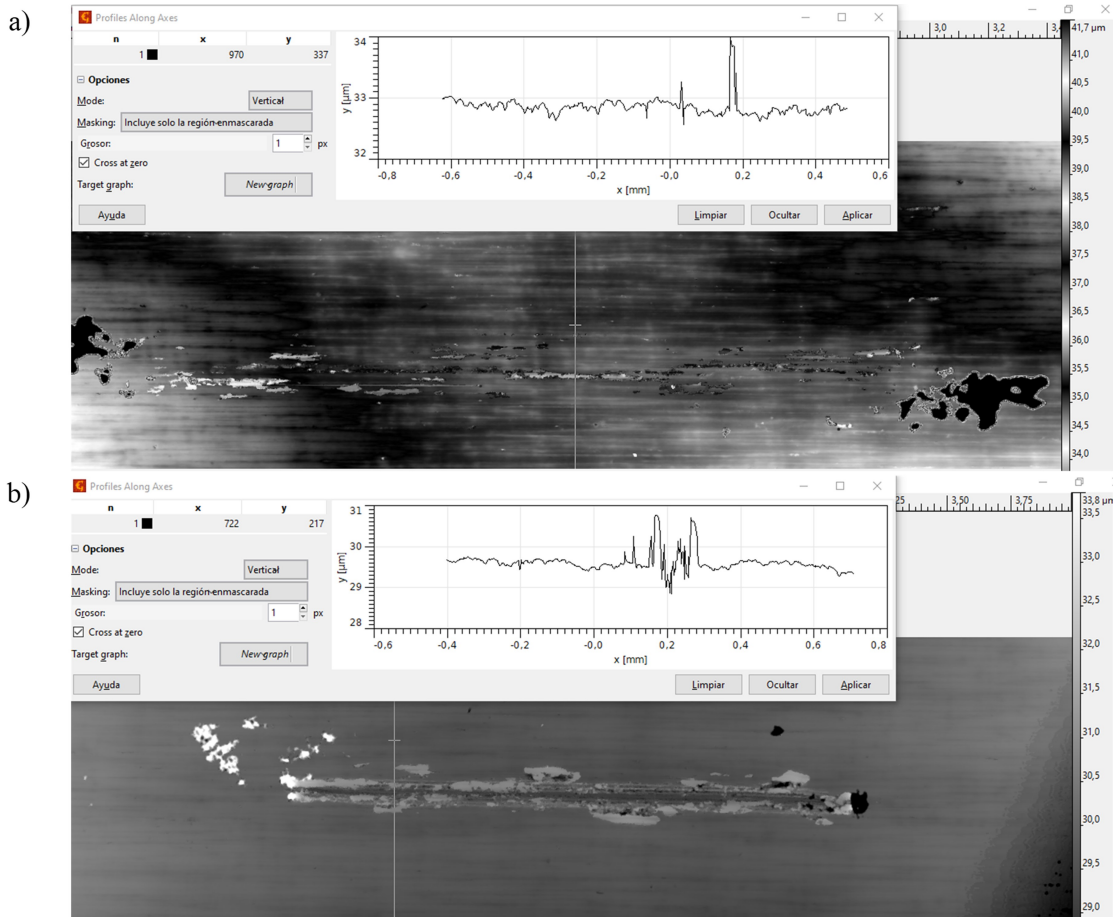 a)
Profiles Along Axes
n x y
1 970 337
Opciones
Mode: Vertical
Masking: Incluye solo la región enmascarada
Grosor: 1 px
Cross at zero
Target graph: New graph
Ayuda Limpiar Ocultar Aplicar
y [µm]
34
33
32
-0,8 -0,6 -0,4 -0,2 -0,0 0,2 0,4 0,6
x [mm]
3,0 3,2 3,4
41,7 µm
41,0
40,5
40,0
39,5
39,0
38,5
38,0
37,5
37,0
36,5
36,0
35,5
35,0
34,5
34,0
b)
Profiles Along Axes
n x y
1 722 217
Opciones
Mode: Vertical
Masking: Incluye solo la región enmascarada
Grosor: 1 px
Cross at zero
Target graph: New graph
Ayuda Limpiar Ocultar Aplicar
y [µm]
31
30
29
28
-0,6 -0,4 -0,2 -0,0 0,2 0,4 0,6 0,8
x [mm]
25 3,50 3,75
33,8 µm
33,5
33,0
32,5
32,0
31,5
31,0
30,5
30,0
29,5
29,0